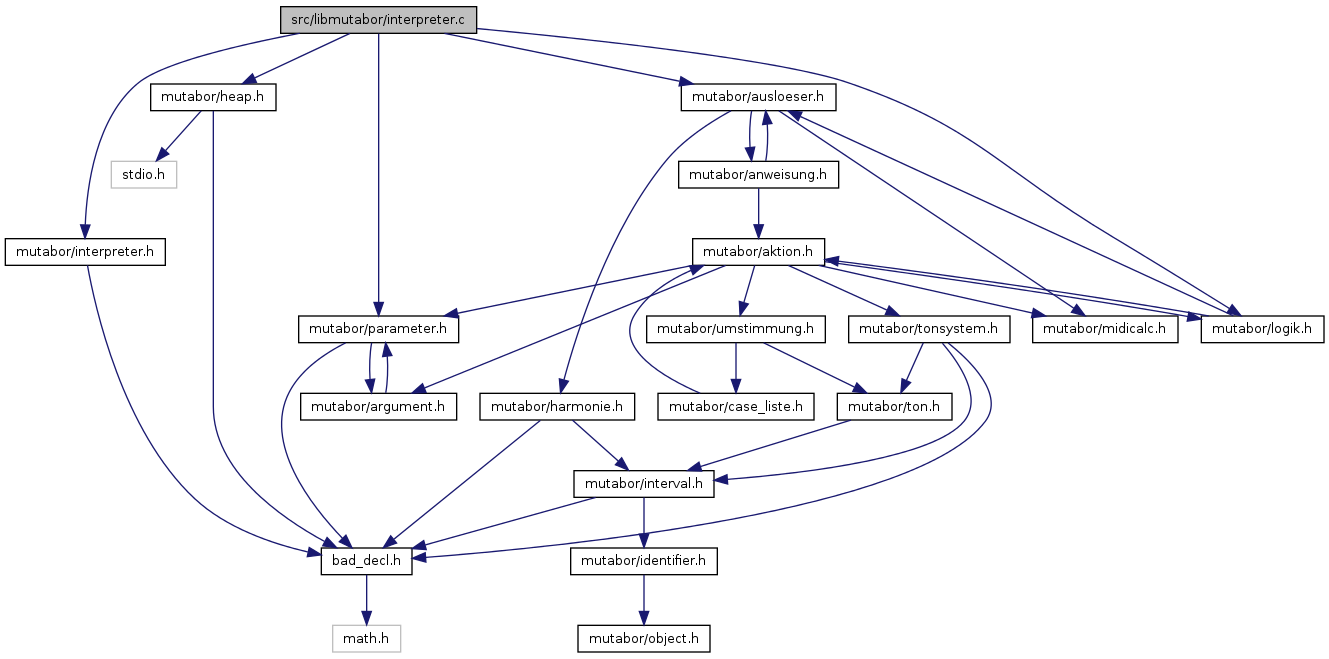 src/libmutabor/interpreter.c
mutabor/heap.h
mutabor/ausloeser.h
stdio.h
mutabor/anweisung.h
mutabor/interpreter.h
mutabor/aktion.h
mutabor/parameter.h
mutabor/umstimmung.h
mutabor/tonsystem.h
mutabor/midicalc.h
mutabor/logik.h
mutabor/argument.h
mutabor/harmonie.h
mutabor/case_liste.h
mutabor/ton.h
mutabor/interval.h
bad_decl.h
mutabor/identifier.h
math.h
mutabor/object.h